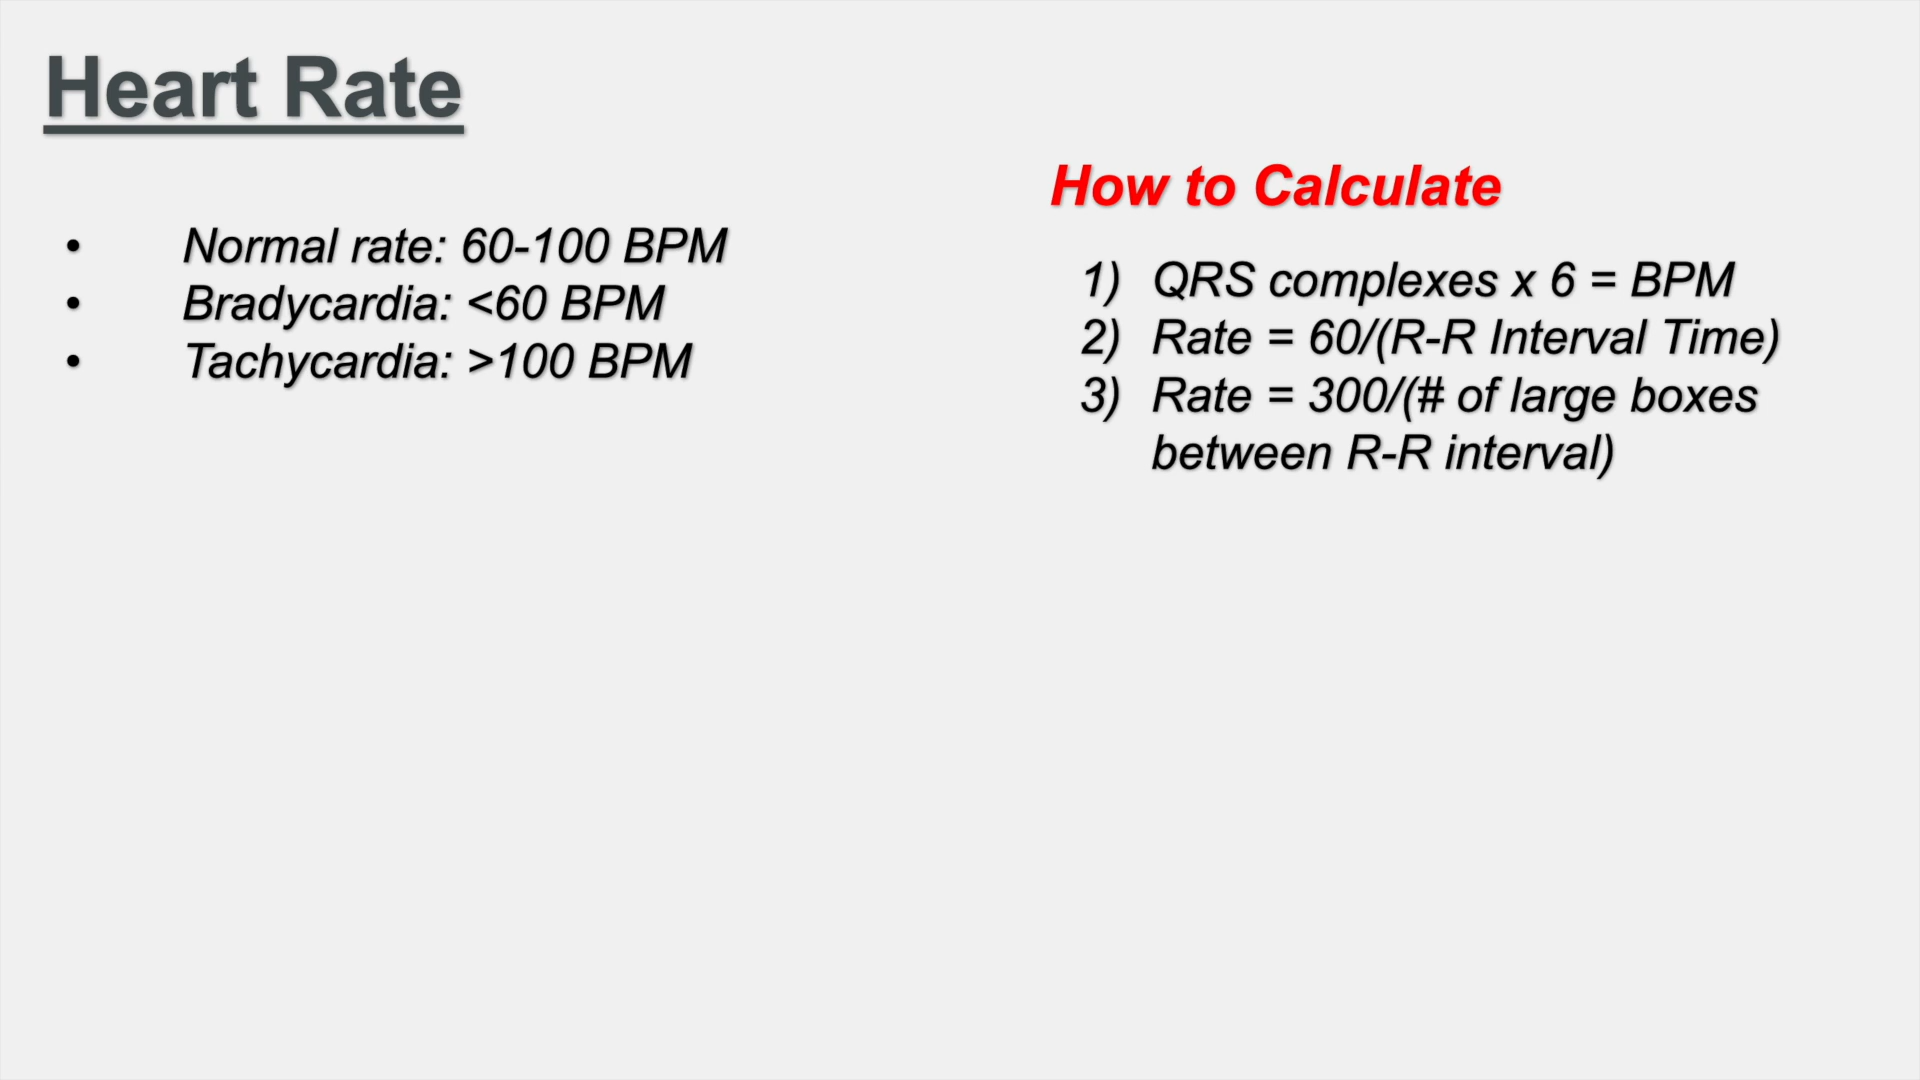 Heart Rate
• Normal rate: 60-100 BPM
• Bradycardia: <60 BPM
• Tachycardia: >100 BPM
How to Calculate
1) QRS complexes x 6 = BPM
2) Rate = 60/(R-R Interval Time)
3) Rate = 300/(# of large boxes
between R-R interval)